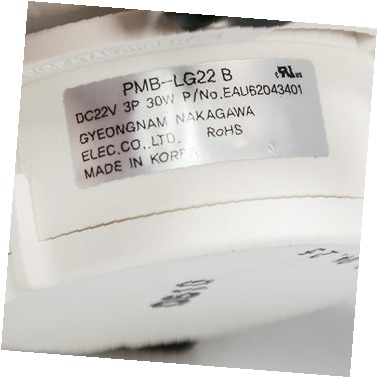 PMB-LG22 B
DC22V 3P 30W P/No.EAU62043401
GYEONGNAM NAKAGAWA
ELEC.CO.,LTD. RoHS
MADE IN KOREA